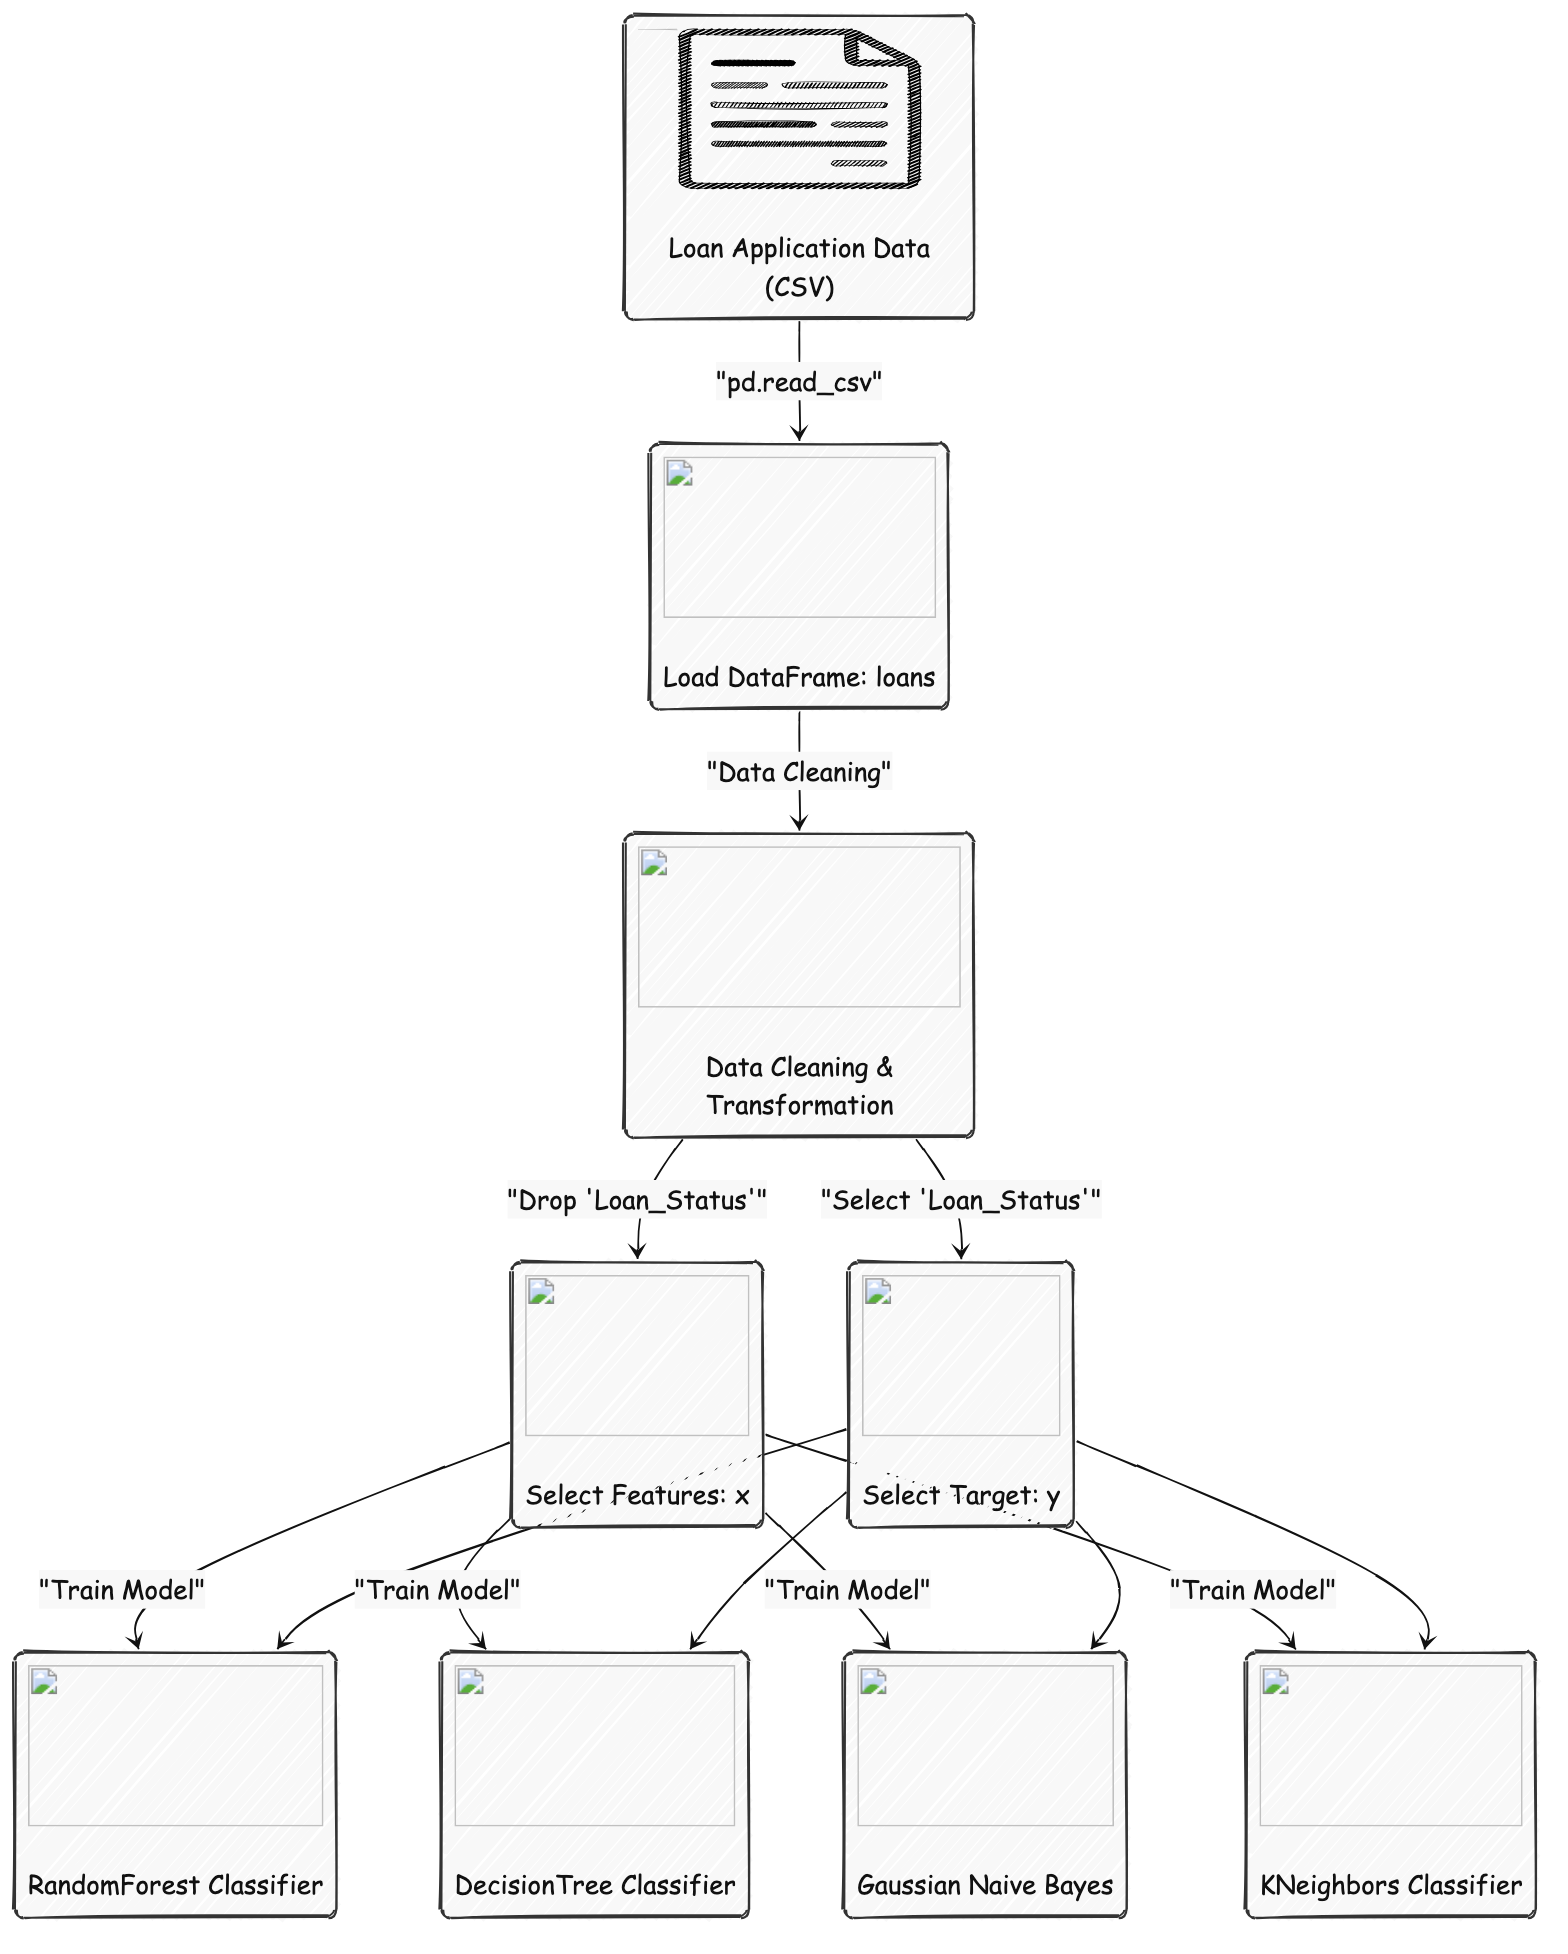 Loan Application Data
(CSV)
"pd.read_csv"
Load DataFrame: loans
"Data Cleaning"
Data Cleaning &
Transformation
"Drop 'Loan_Status'"
"Select 'Loan_Status'"
Select Features: x
Select Target: y
"Train Model"
"Train Model"
"Train Model"
"Train Model"
RandomForest Classifier
DecisionTree Classifier
Gaussian Naive Bayes
KNeighbors Classifier